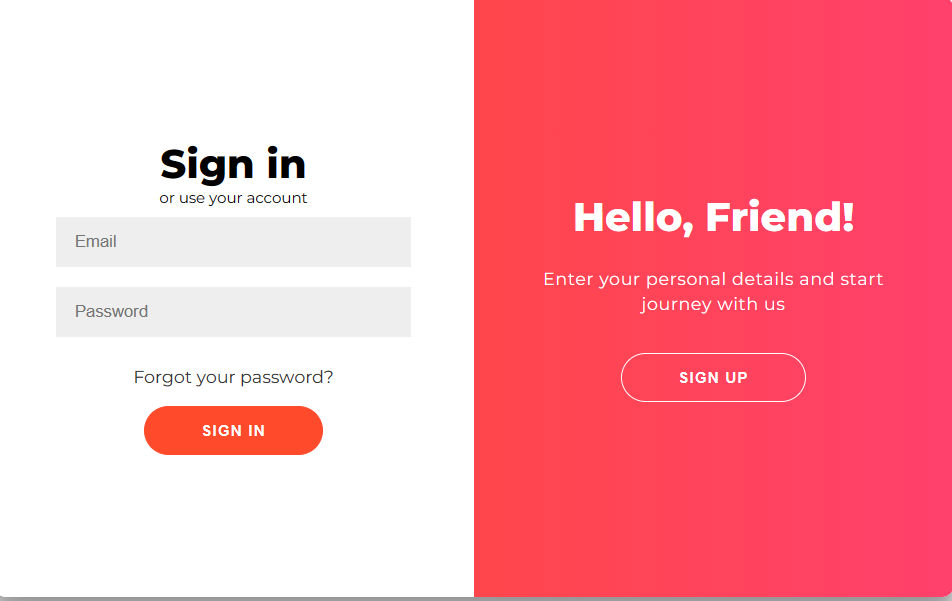 Sign in
or use your account
Email
Password
Forgot your password?
SIGN IN
Hello, Friend!
Enter your personal details and start
journey with us
SIGN UP